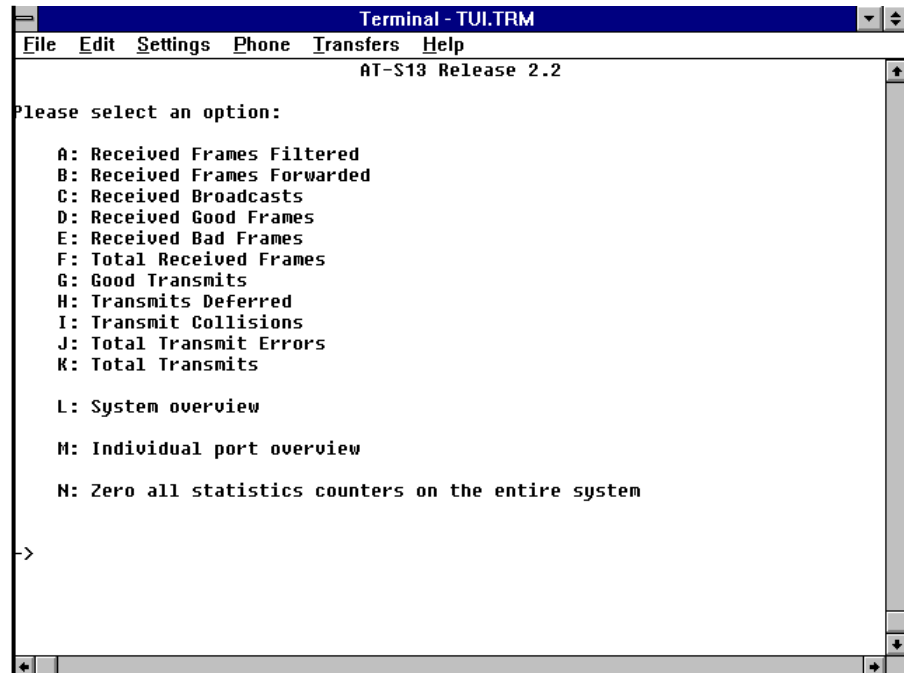 Terminal - TUI.TRM
File Edit Settings Phone Transfers Help
AT-S13 Release 2.2
Please select an option:
A: Received Frames Filtered
B: Received Frames Forwarded
C: Received Broadcasts
D: Received Good Frames
E: Received Bad Frames
F: Total Received Frames
G: Good Transmits
H: Transmits Deferred
I: Transmit Collisions
J: Total Transmit Errors
K: Total Transmits
L: System overview
M: Individual port overview
N: Zero all statistics counters on the entire system
->